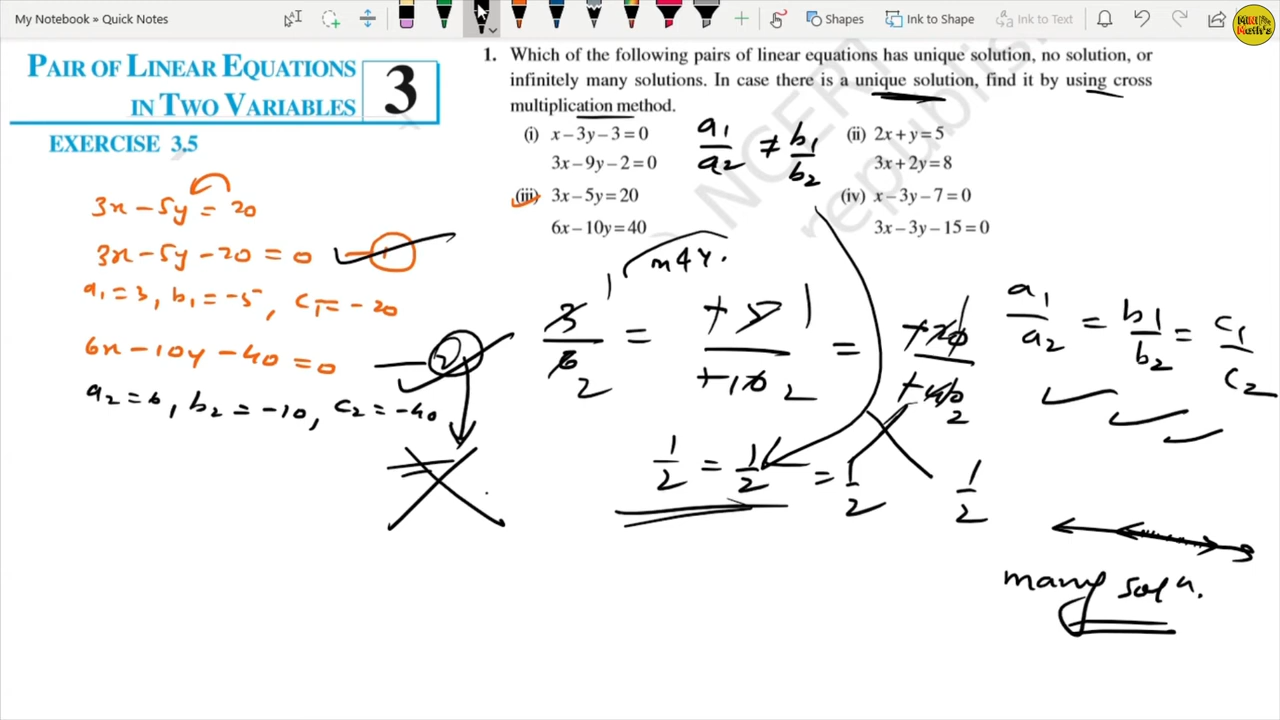 My Notebook » Quick Notes
Shapes
Ink to Shape
Ink to Text
PAIR OF LINEAR EQUATIONS
IN TWO VARIABLES
3
EXERCISE 3.5
1. Which of the following pairs of linear equations has unique solution, no solution, or
infinitely many solutions. In case there is a unique solution, find it by using cross
multiplication method.
(i) x – 3y – 3 = 0
3x – 9y – 2 = 0
(ii) 2x + y = 5
3x + 2y = 8
(iii) 3x – 5y = 20
6x – 10y = 40
(iv) x – 3y – 7 = 0
3x – 3y – 15 = 0
a1/a2 ≠ b1/b2
3x – 5y = 20
3x – 5y – 20 = 0 — 1
a1 = 3, b1 = –5, c1 = –20
6x – 10y – 40 = 0 — 2
a2 = 6, b2 = –10, c2 = –40
a1/a2 = b1/b2 = c1/c2
1/2 = 1/2 = 1/2
1/2
many solⁿ.